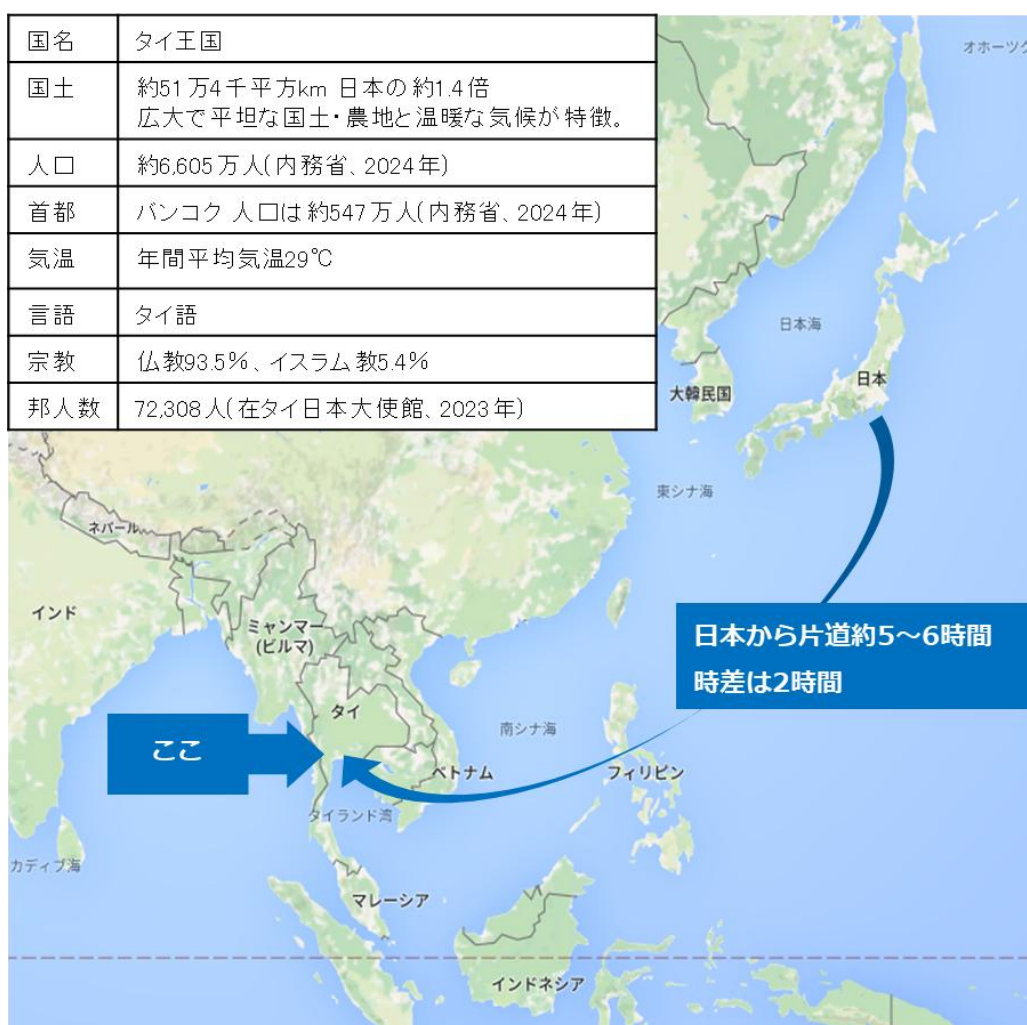 国名 タイ王国
国土 約51万4千平方km 日本の約1.4倍
広大で平坦な国土・農地と温暖な気候が特徴。
人口 約6,605万人(内務省、2024年)
首都 バンコク 人口は約547万人(内務省、2024年)
気温 年間平均気温29℃
言語 タイ語
宗教 仏教93.5%、イスラム教5.4%
邦人数 72,308人(在タイ日本大使館、2023年)
オホーツク
日本海
大韓民国
日本
東シナ海
ネパール
インド
ミャンマー
(ビルマ)
日本から片道約5～6時間
時差は2時間
タイ
ここ
南シナ海
ベトナム
フィリピン
タイランド湾
カディブ海
マレーシア
インドネシア